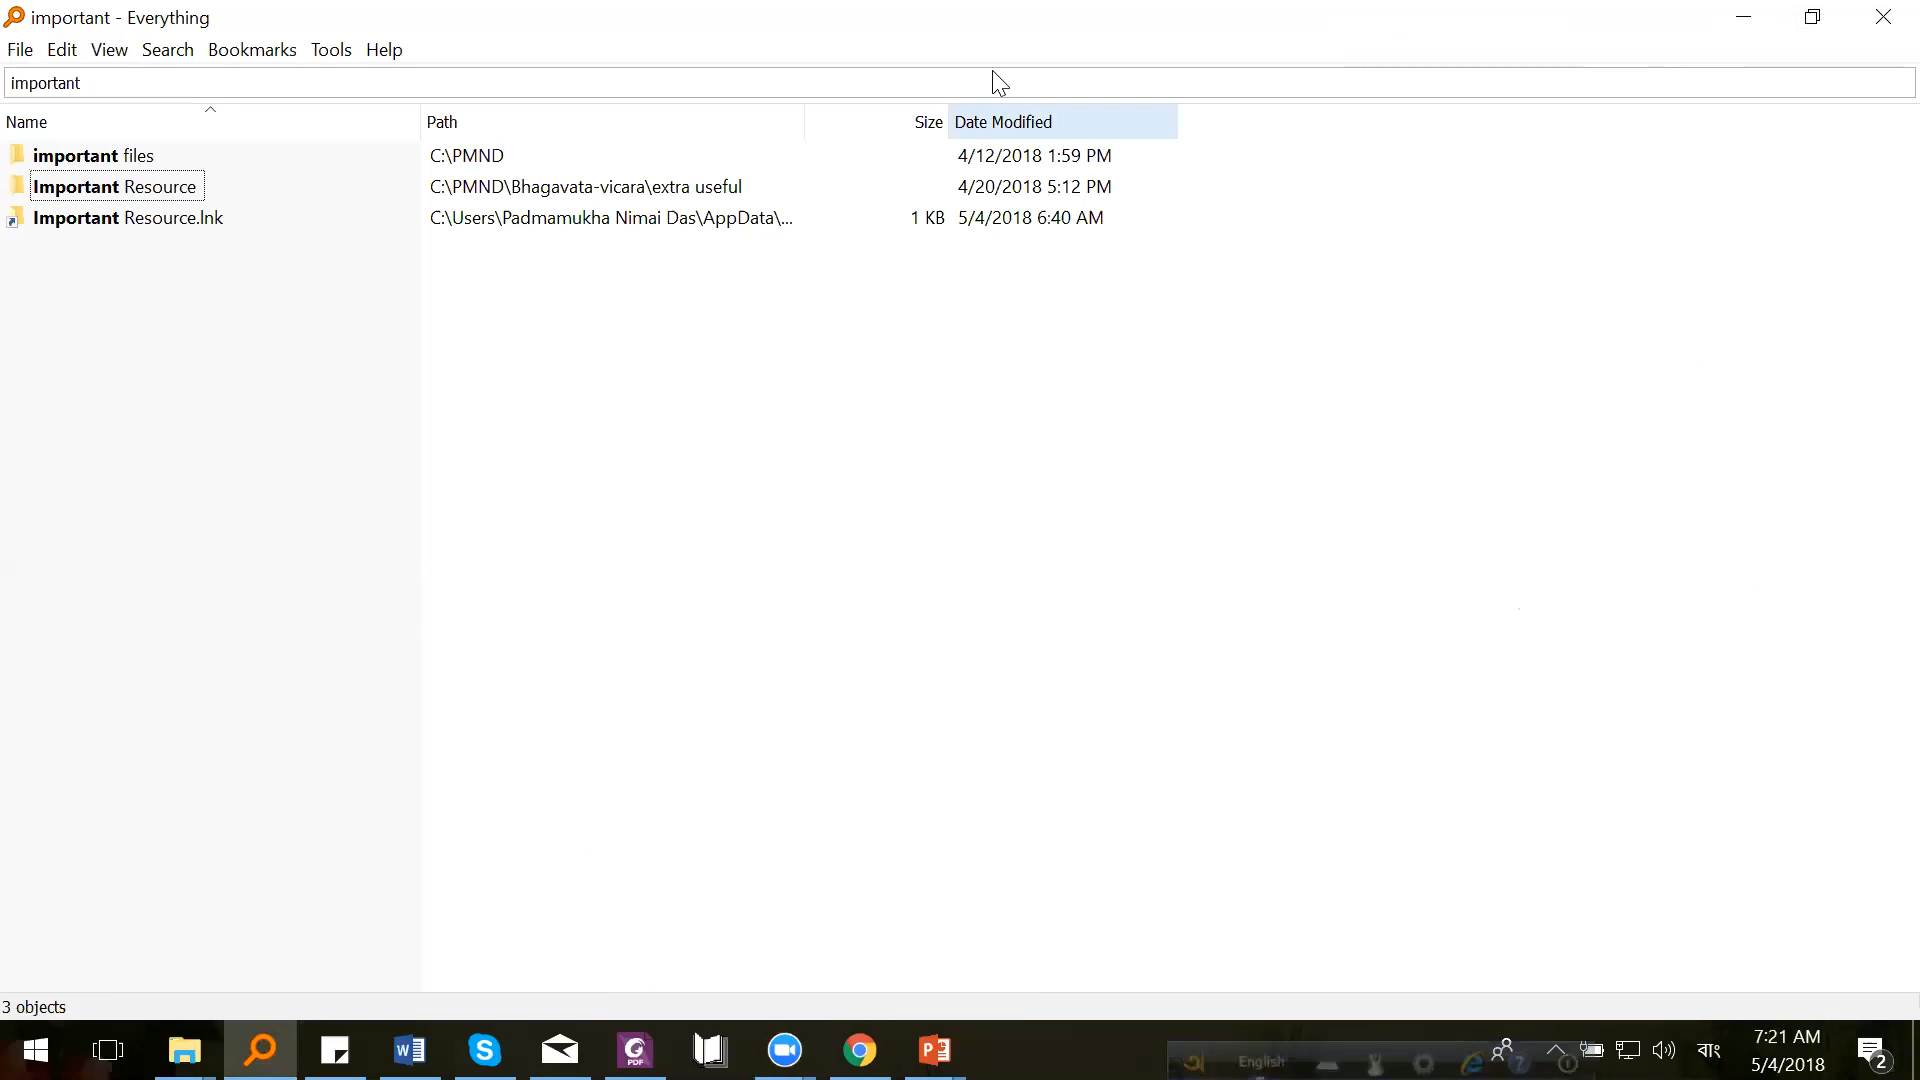 important - Everything
File Edit View Search Bookmarks Tools Help
important
Name Path Size Date Modified
important files C:\PMND 4/12/2018 1:59 PM
Important Resource C:\PMND\Bhagavata-vicara\extra useful 4/20/2018 5:12 PM
Important Resource.lnk C:\Users\Padmamukha Nimai Das\AppData\... 1 KB 5/4/2018 6:40 AM
3 objects
PDF
English
বাং
7:21 AM
5/4/2018
2